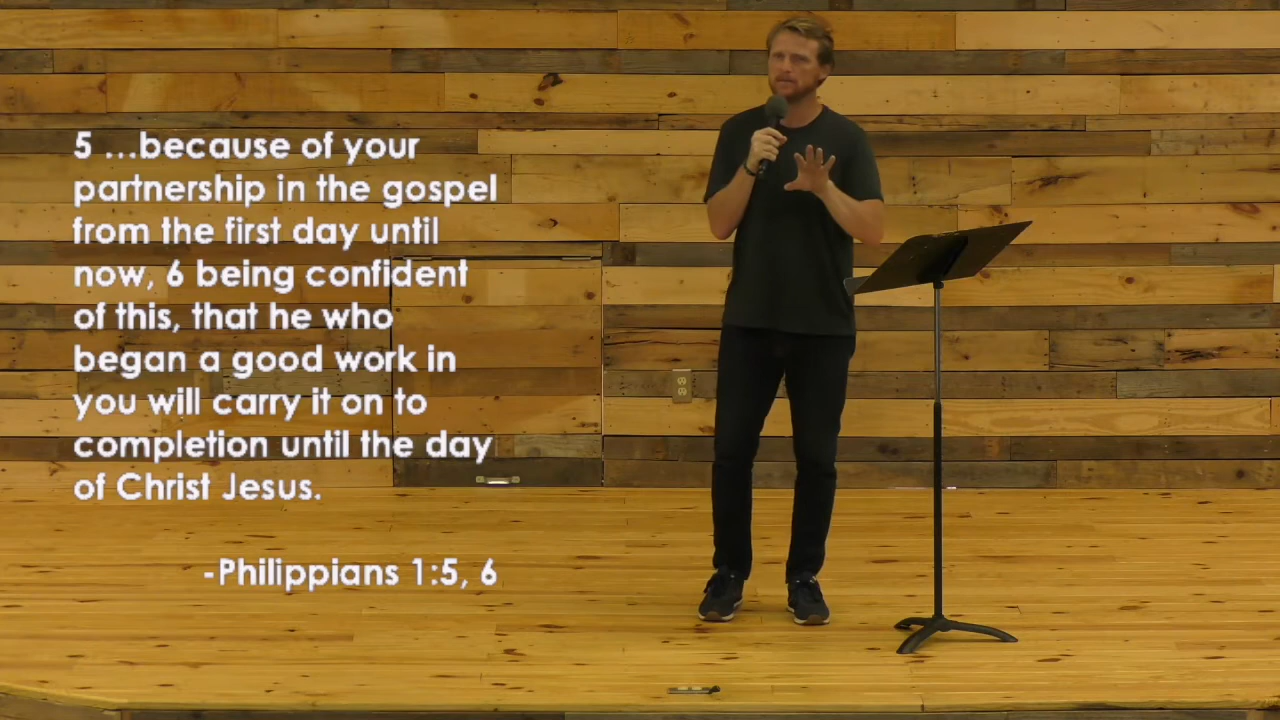 5 ...because of your
partnership in the gospel
from the first day until
now, 6 being confident
of this, that he who
began a good work in
you will carry it on to
completion until the day
of Christ Jesus.
-Philippians 1:5, 6